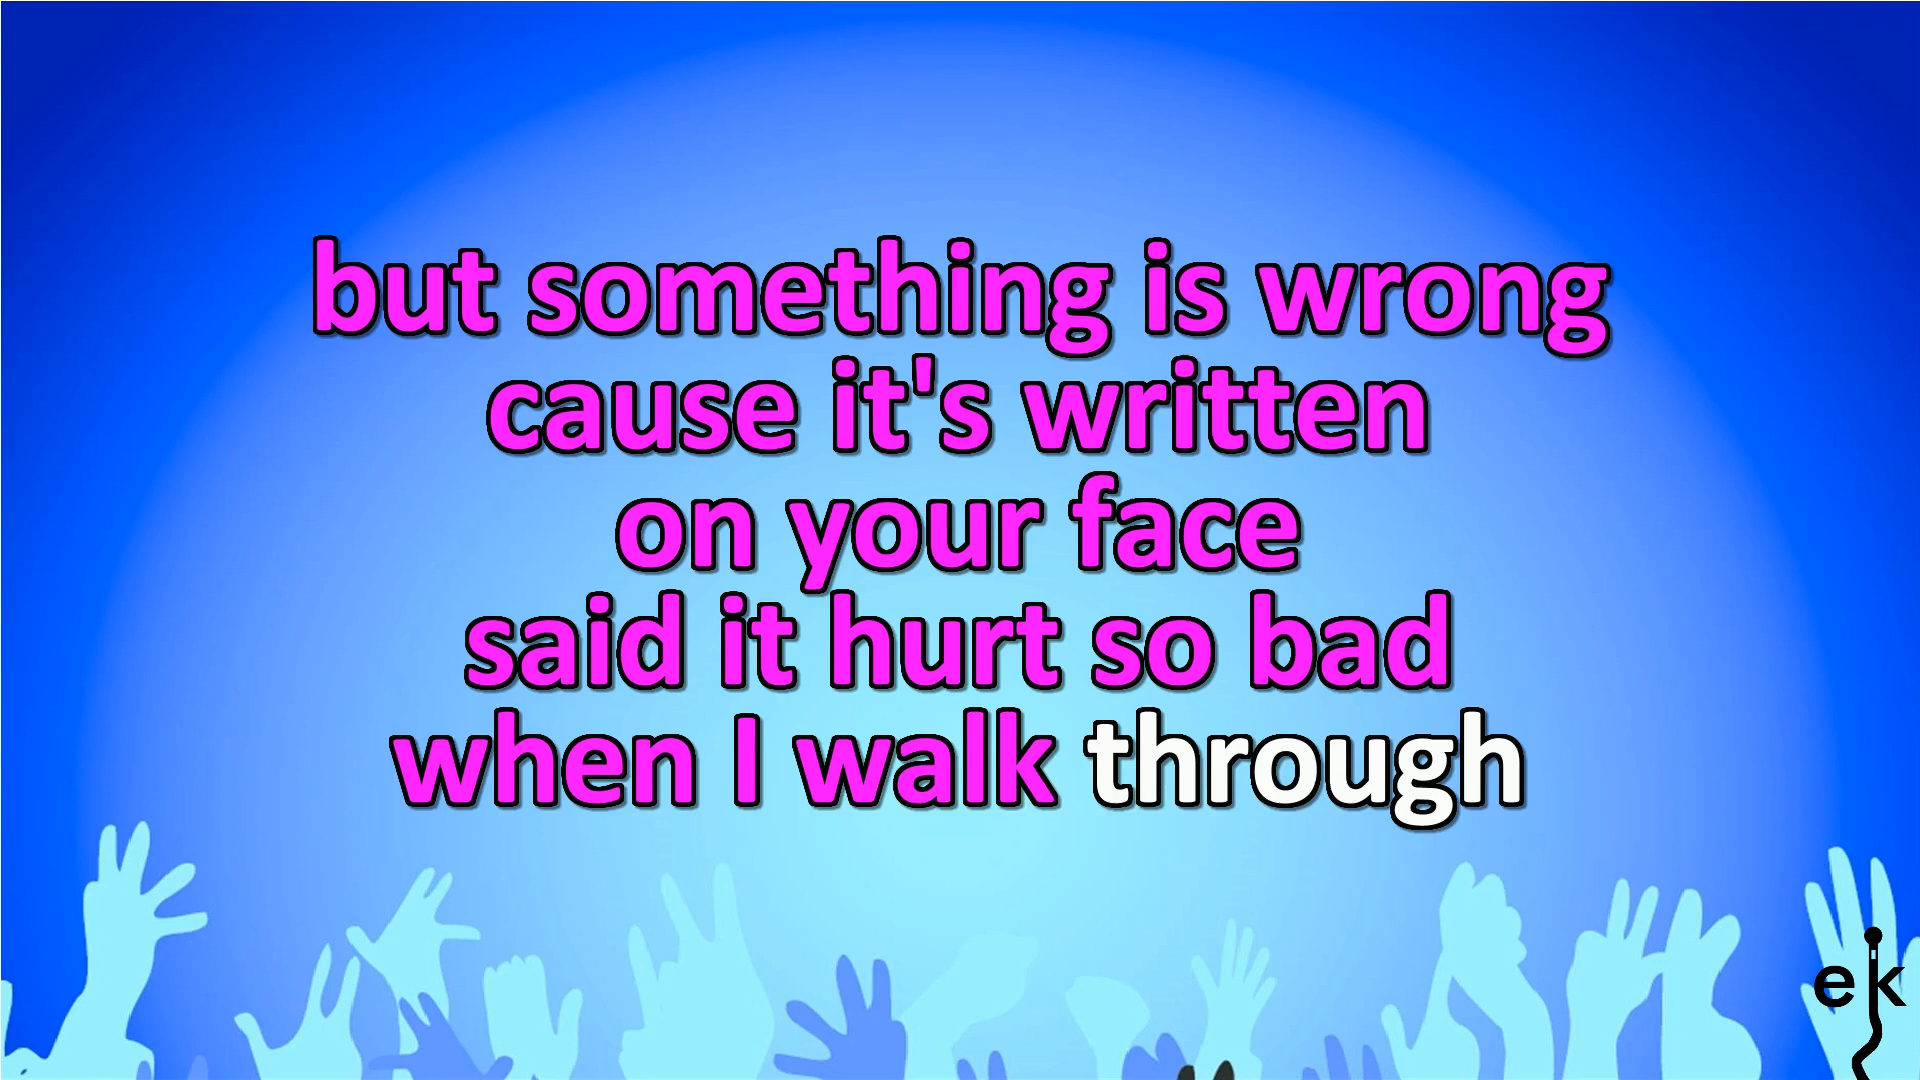 but something is wrong
cause it's written
on your face
said it hurt so bad
when I walk through
ek